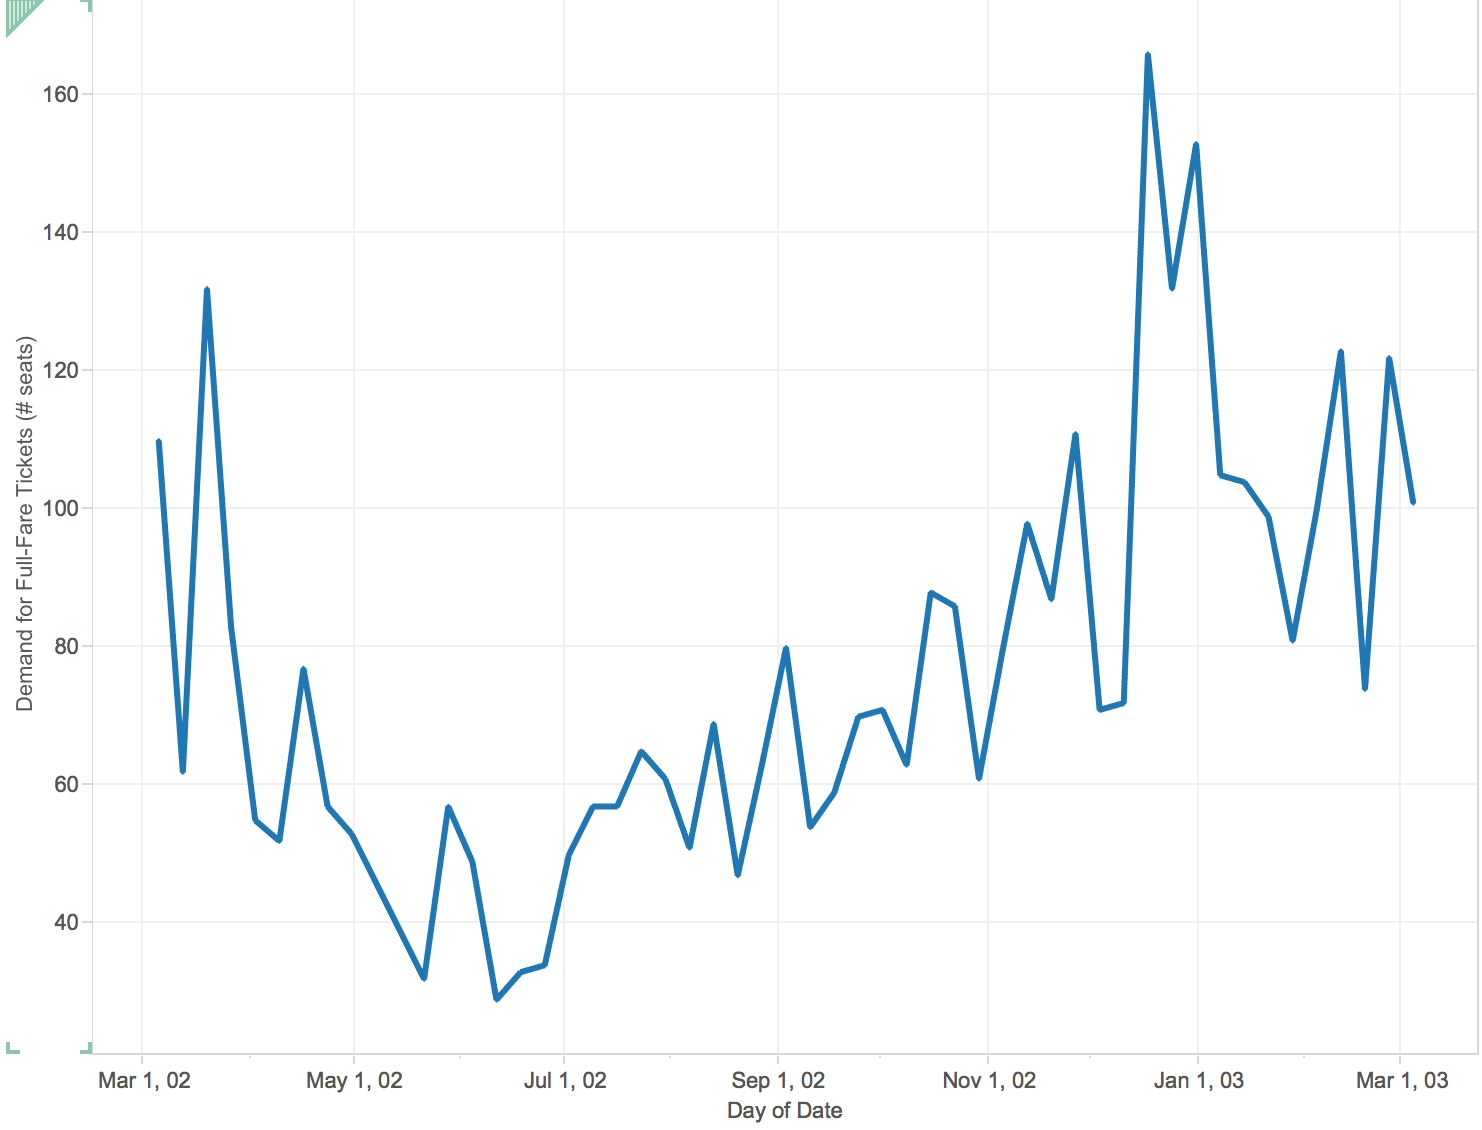 160
140
120
100
80
60
40
Demand for Full-Fare Tickets (# seats)
Mar 1, 02
May 1, 02
Jul 1, 02
Sep 1, 02
Nov 1, 02
Jan 1, 03
Mar 1, 03
Day of Date